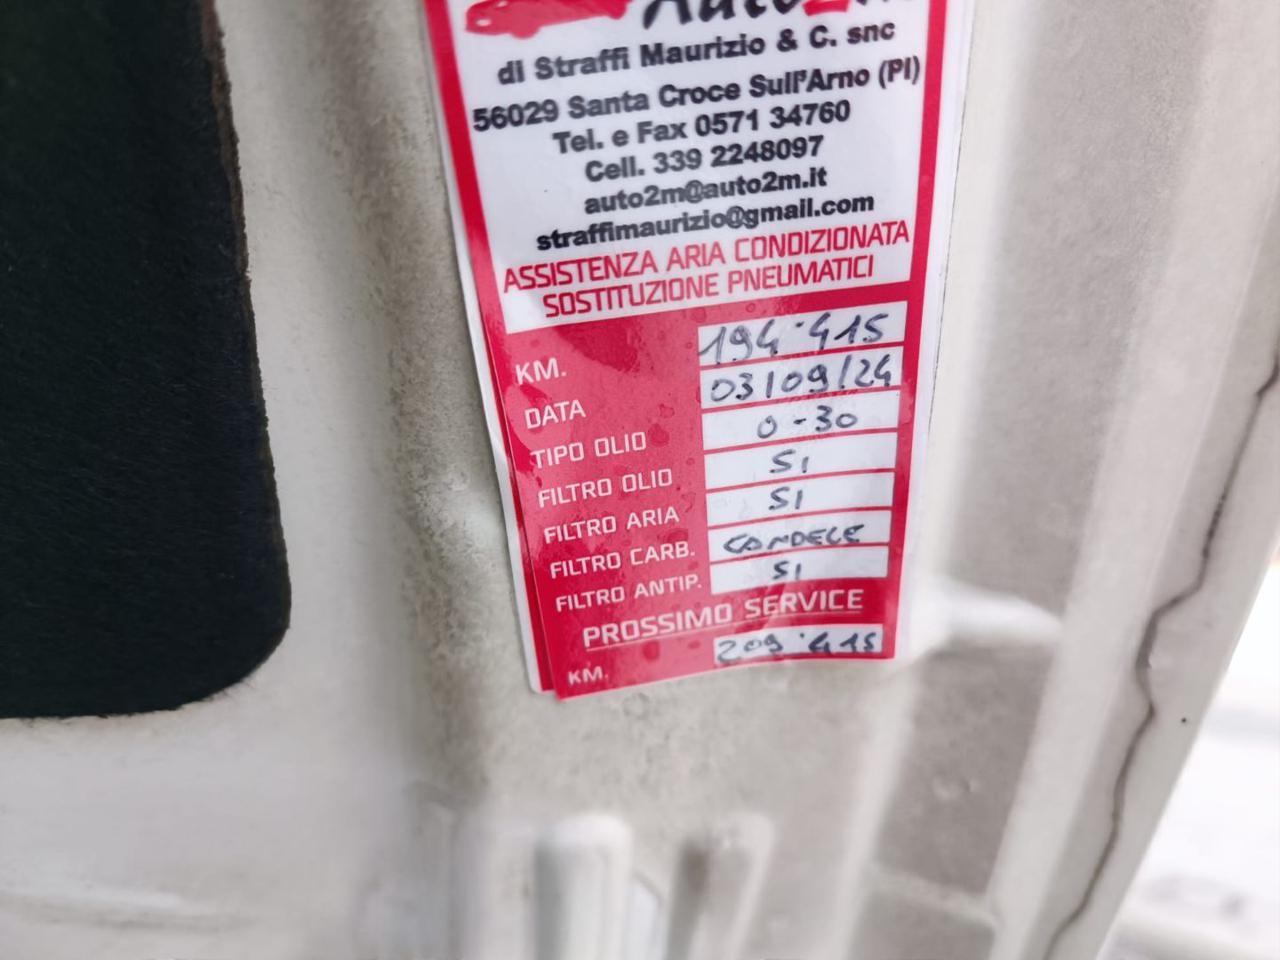 Auto2m
di Straffi Maurizio & C. snc
56029 Santa Croce Sull'Arno (PI)
Tel. e Fax 0571 34760
Cell. 339 2248097
auto2m@auto2m.it
straffimaurizio@gmail.com
ASSISTENZA ARIA CONDIZIONATA
SOSTITUZIONE PNEUMATICI
KM. 194.415
DATA 03/09/24
TIPO OLIO 0-30
FILTRO OLIO SI
FILTRO ARIA SI
FILTRO CARB. CANDELE
FILTRO ANTIP. SI
PROSSIMO SERVICE
KM. 209.415